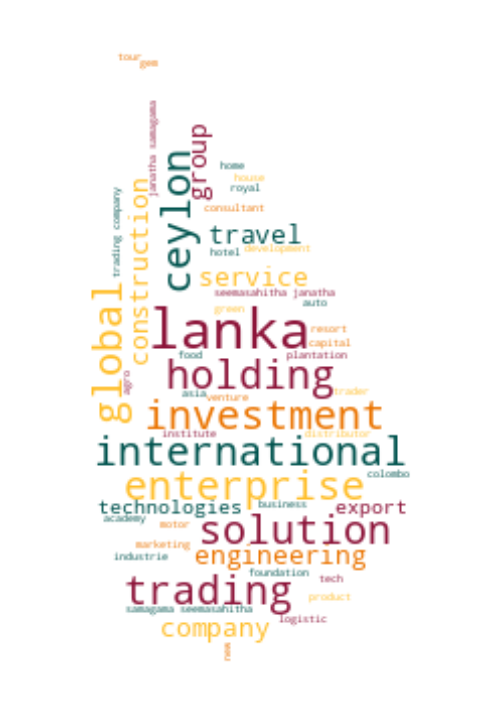 tour
gem
janatha samagama
group
ceylon
home
house
royal
construction
trading company
consultant
travel
hotel development
service
seemasahitha janatha
auto
global
green
lanka
resort
capital
food
plantation
holding
agro
asia
venture
trader
investment
institute
distributor
international
colombo
enterprise
technologies
business
export
academy
motor
solution
marketing
engineering
industrie
foundation
tech
trading
product
samagama seemasahitha
logistic
company
new